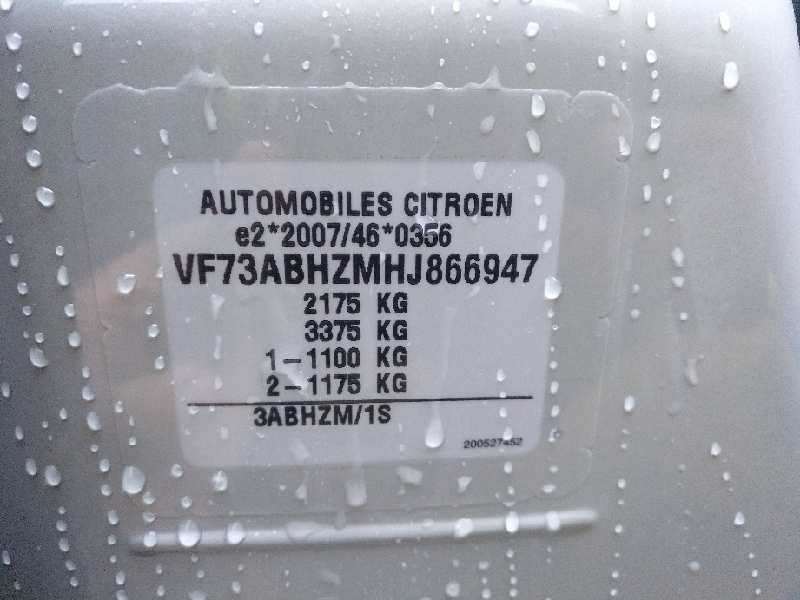 AUTOMOBILES CITROEN
e2*2007/46*0356
VF73ABHZMHJ866947
2175 KG
3375 KG
1-1100 KG
2-1175 KG
3ABHZM/1S
200527452